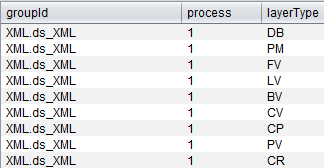 groupId process layerType
XML.ds_XML 1 DB
XML.ds_XML 1 PM
XML.ds_XML 1 FV
XML.ds_XML 1 LV
XML.ds_XML 1 BV
XML.ds_XML 1 CV
XML.ds_XML 1 CP
XML.ds_XML 1 PV
XML.ds_XML 1 CR